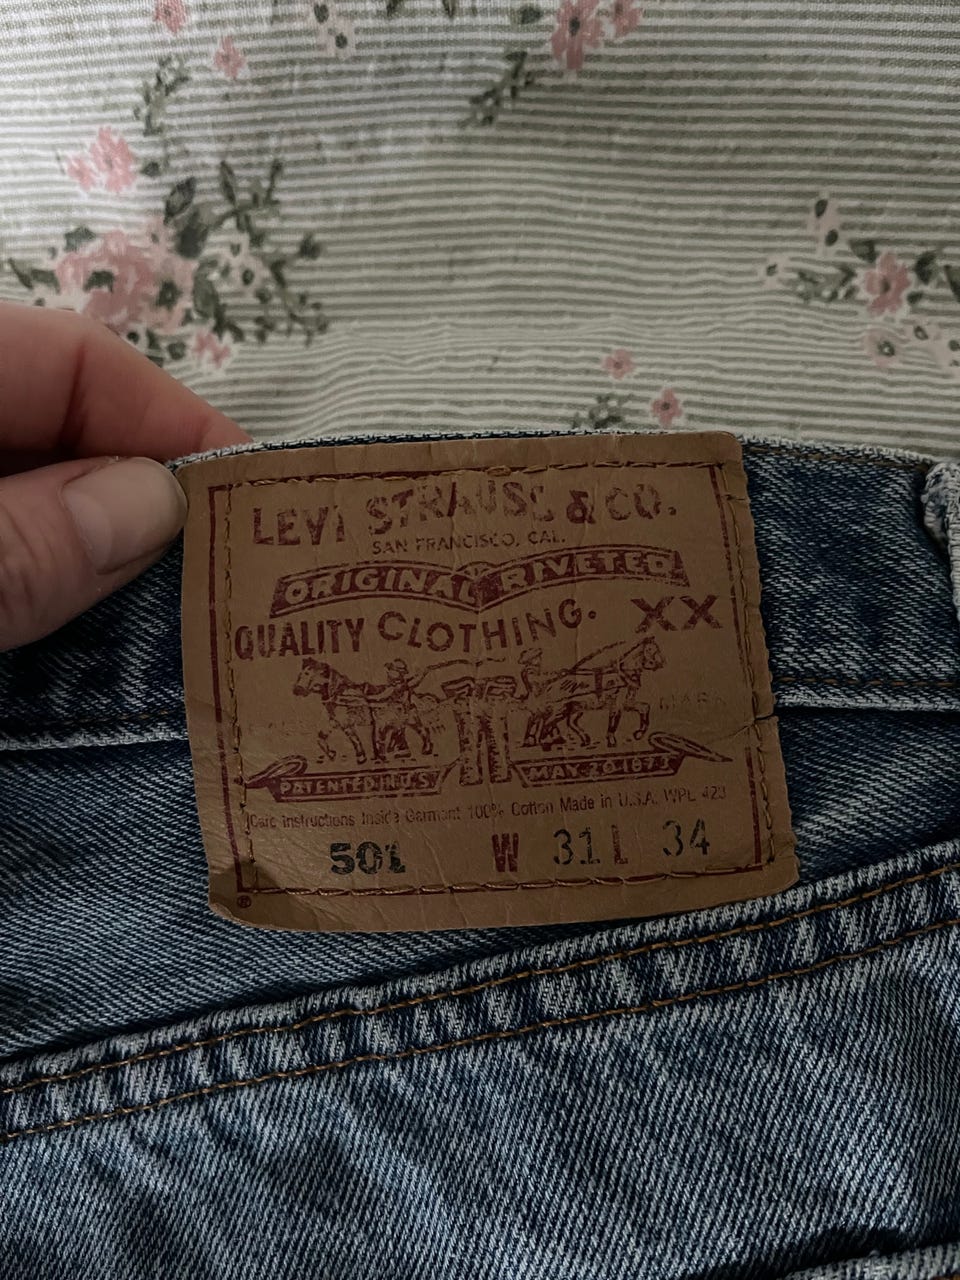 LEVI STRAUSS & CO.
SAN FRANCISCO, CAL.
ORIGINAL RIVETED
QUALITY CLOTHING. XX
PATENTED IN U.S. MAY 20 1873
Care Instructions Inside Garment 100% Cotton Made in U.S.A. WPL 423
501 W 31 L 34
®